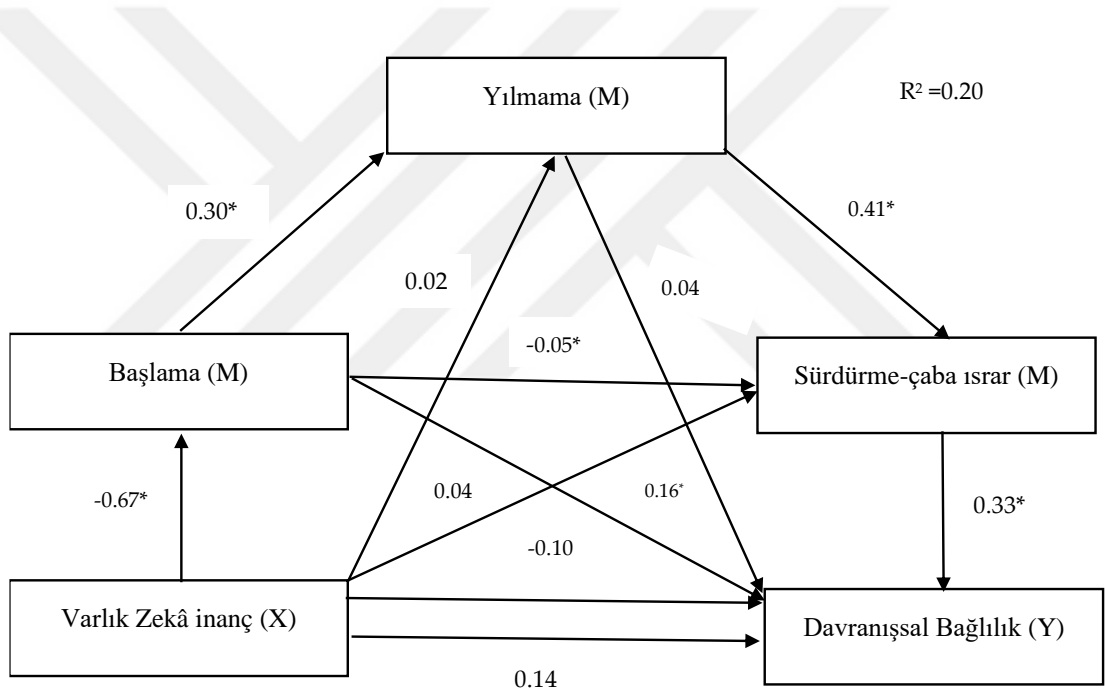 Yılmama (M)
R² =0.20
0.30*
0.41*
0.02
0.04
-0.05*
Başlama (M)
Sürdürme-çaba ısrar (M)
-0.67*
0.04
0.16*
0.33*
-0.10
Varlık Zekâ inanç (X)
Davranışsal Bağlılık (Y)
0.14